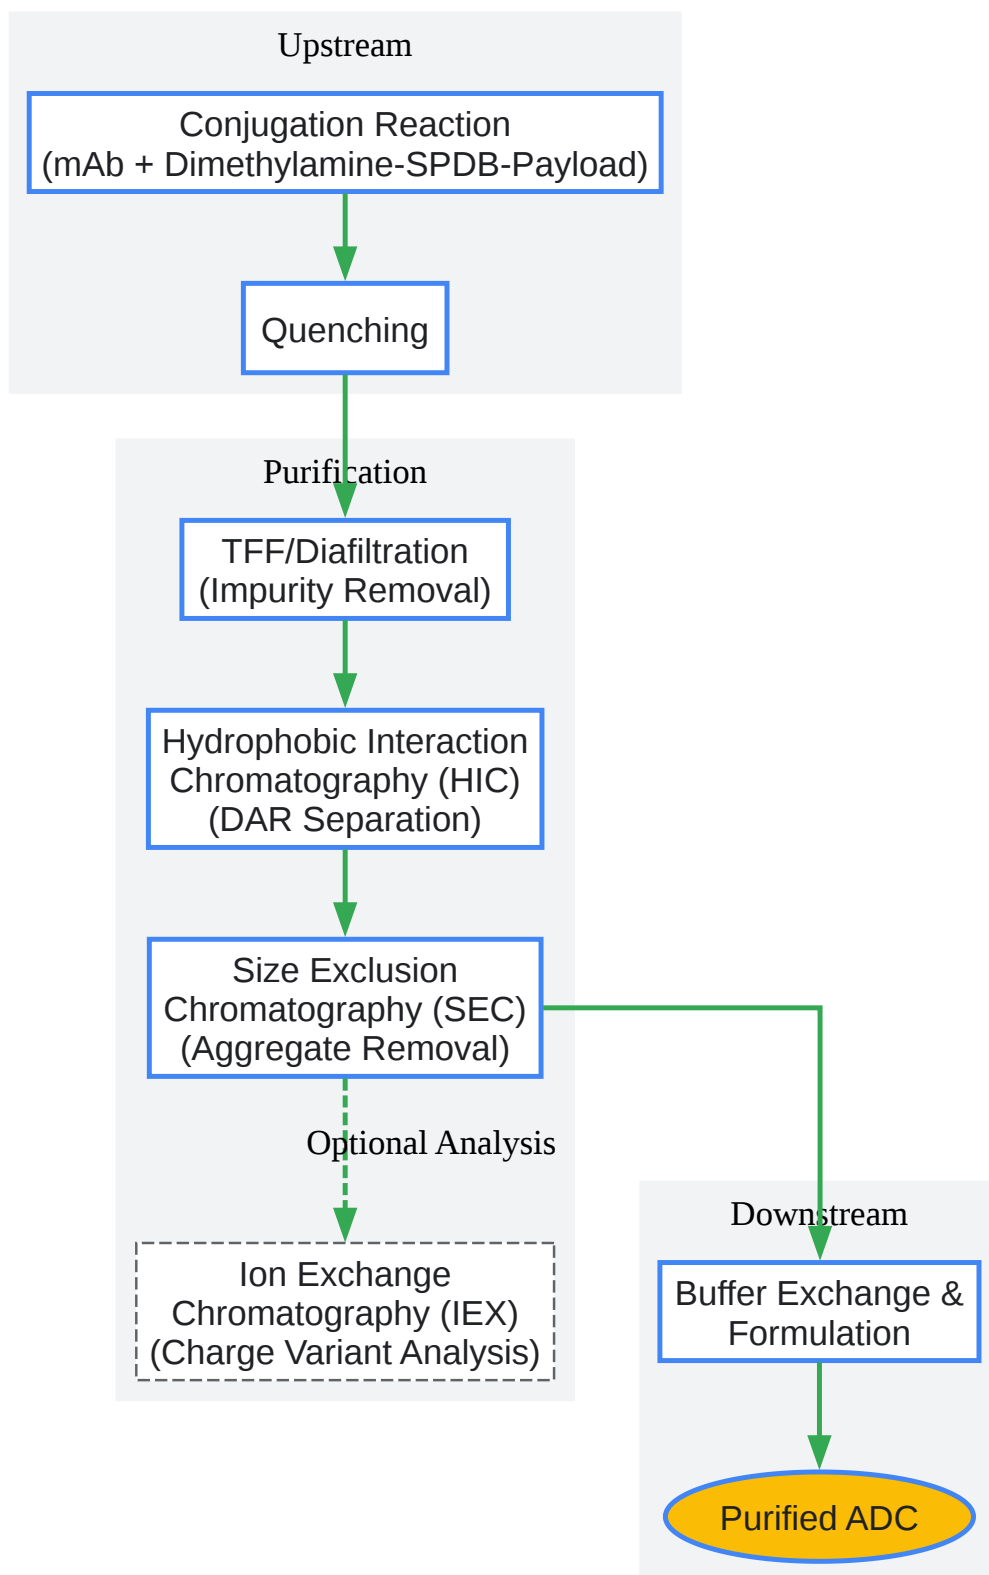 Upstream
Conjugation Reaction
(mAb + Dimethylamine-SPDB-Payload)
Quenching
Purification
TFF/Diafiltration
(Impurity Removal)
Hydrophobic Interaction
Chromatography (HIC)
(DAR Separation)
Size Exclusion
Chromatography (SEC)
(Aggregate Removal)
Optional Analysis
Ion Exchange
Chromatography (IEX)
(Charge Variant Analysis)
Downstream
Buffer Exchange &
Formulation
Purified ADC